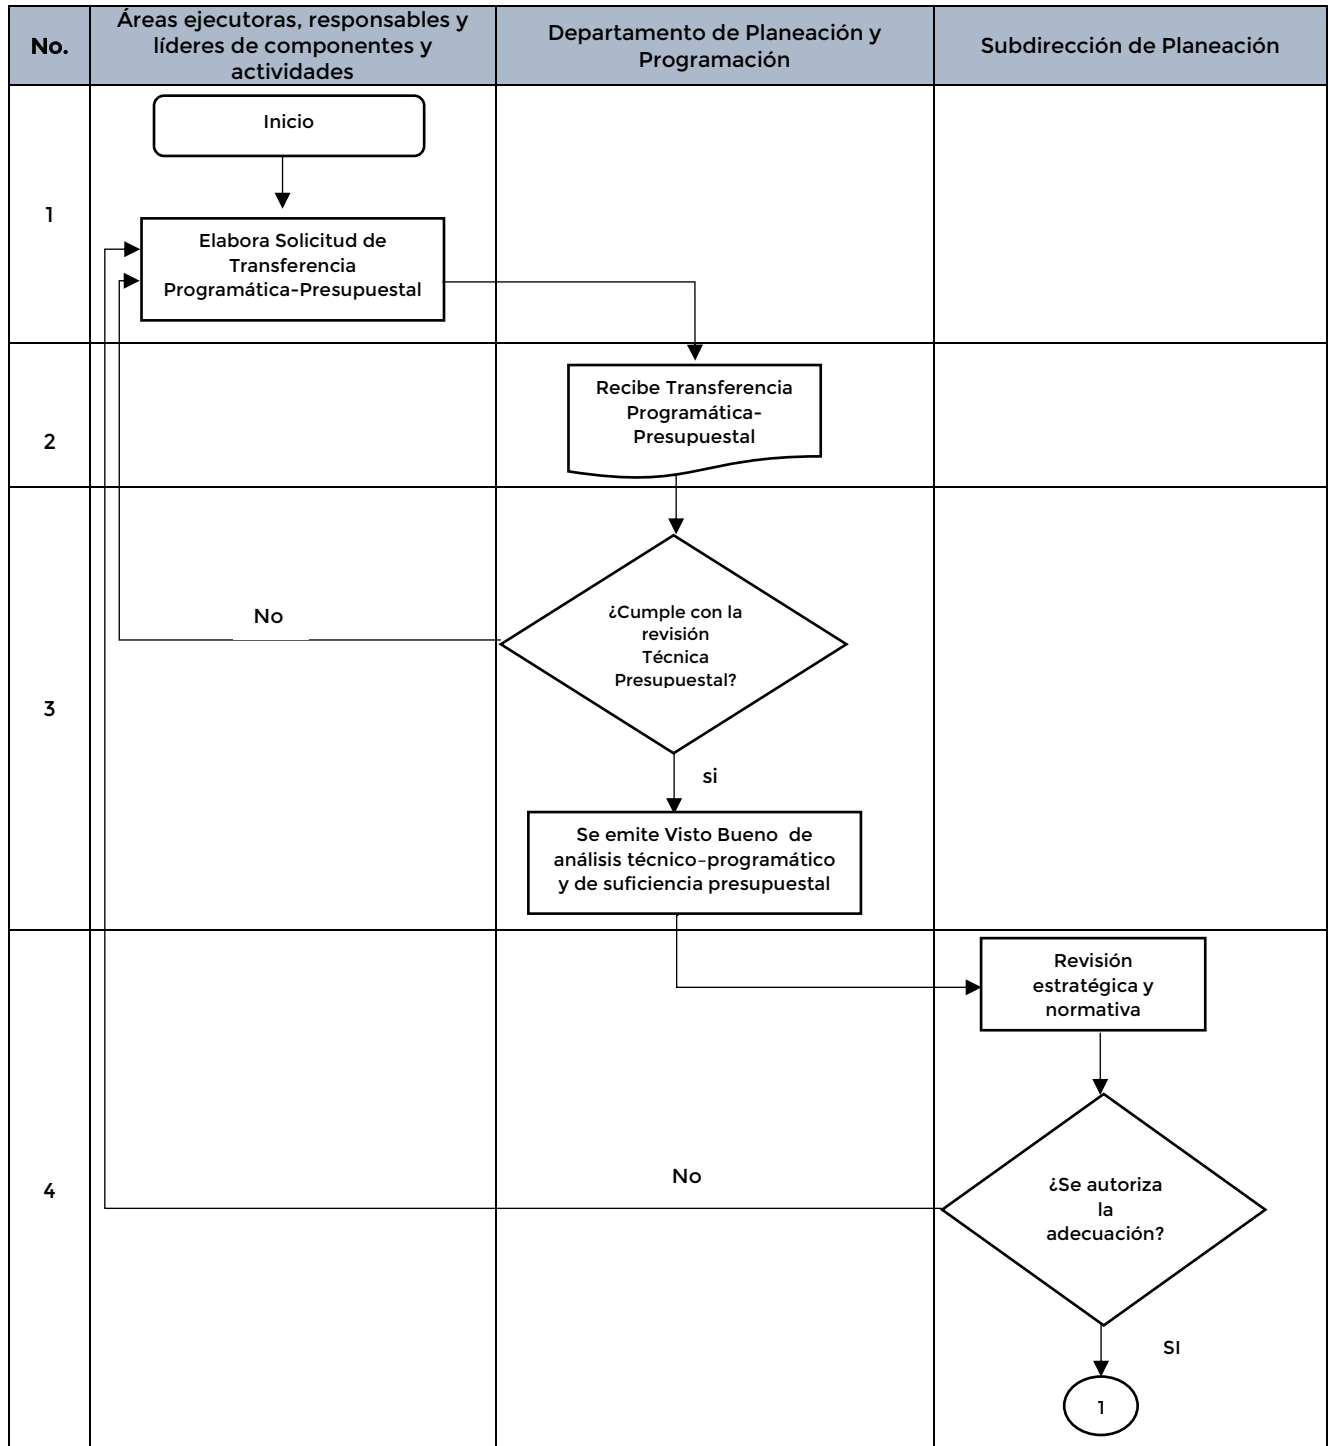 No.
Áreas ejecutoras, responsables y
líderes de componentes y
actividades
Departamento de Planeación y
Programación
Subdirección de Planeación
Inicio
1
Elabora Solicitud de
Transferencia
Programática-Presupuestal
2
Recibe Transferencia
Programática-
Presupuestal
3
No
¿Cumple con la
revisión
Técnica
Presupuestal?
si
Se emite Visto Bueno de
análisis técnico–programático
y de suficiencia presupuestal
4
Revisión
estratégica y
normativa
No
¿Se autoriza
la
adecuación?
SI
1